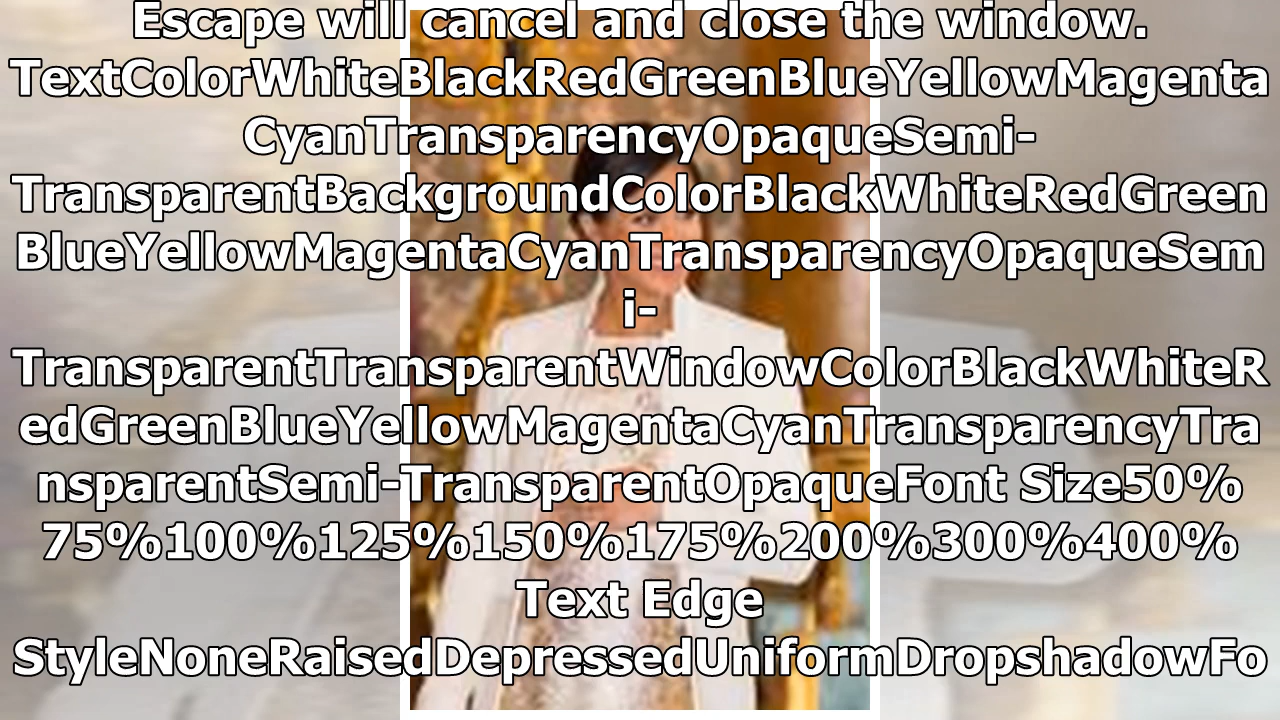 Escape will cancel and close the window.
TextColorWhiteBlackRedGreenBlueYellowMagenta
CyanTransparencyOpaqueSemi-
TransparentBackgroundColorBlackWhiteRedGreen
BlueYellowMagentaCyanTransparencyOpaqueSem
i-
TransparentTransparentWindowColorBlackWhiteR
edGreenBlueYellowMagentaCyanTransparencyTra
nsparentSemi-TransparentOpaqueFont Size50%
75%100%125%150%175%200%300%400%
Text Edge
StyleNoneRaisedDepressedUniformDropshadowFo